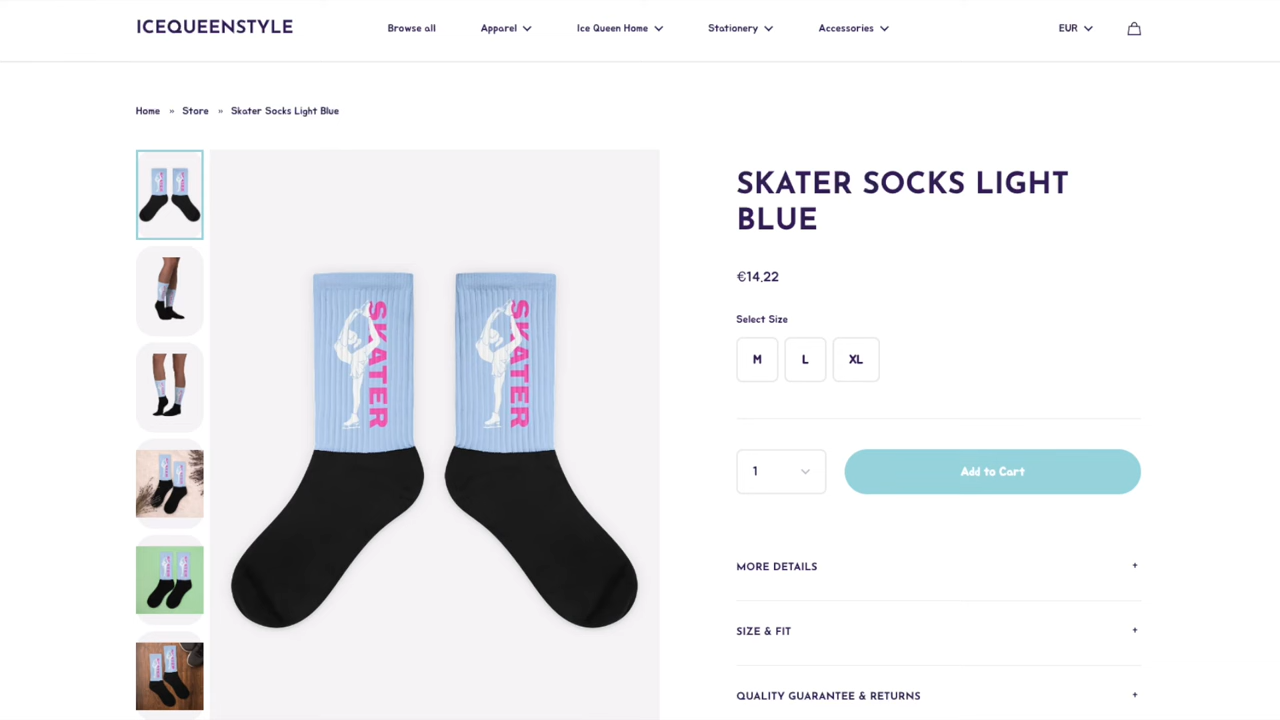 ICEQUEENSTYLE
Browse all
Apparel
Ice Queen Home
Stationery
Accessories
EUR
Home » Store » Skater Socks Light Blue
SKATER SOCKS LIGHT
BLUE
€14,22
Select Size
M
L
XL
SKATER
SKATER
1
Add to Cart
MORE DETAILS +
SIZE & FIT +
QUALITY GUARANTEE & RETURNS +